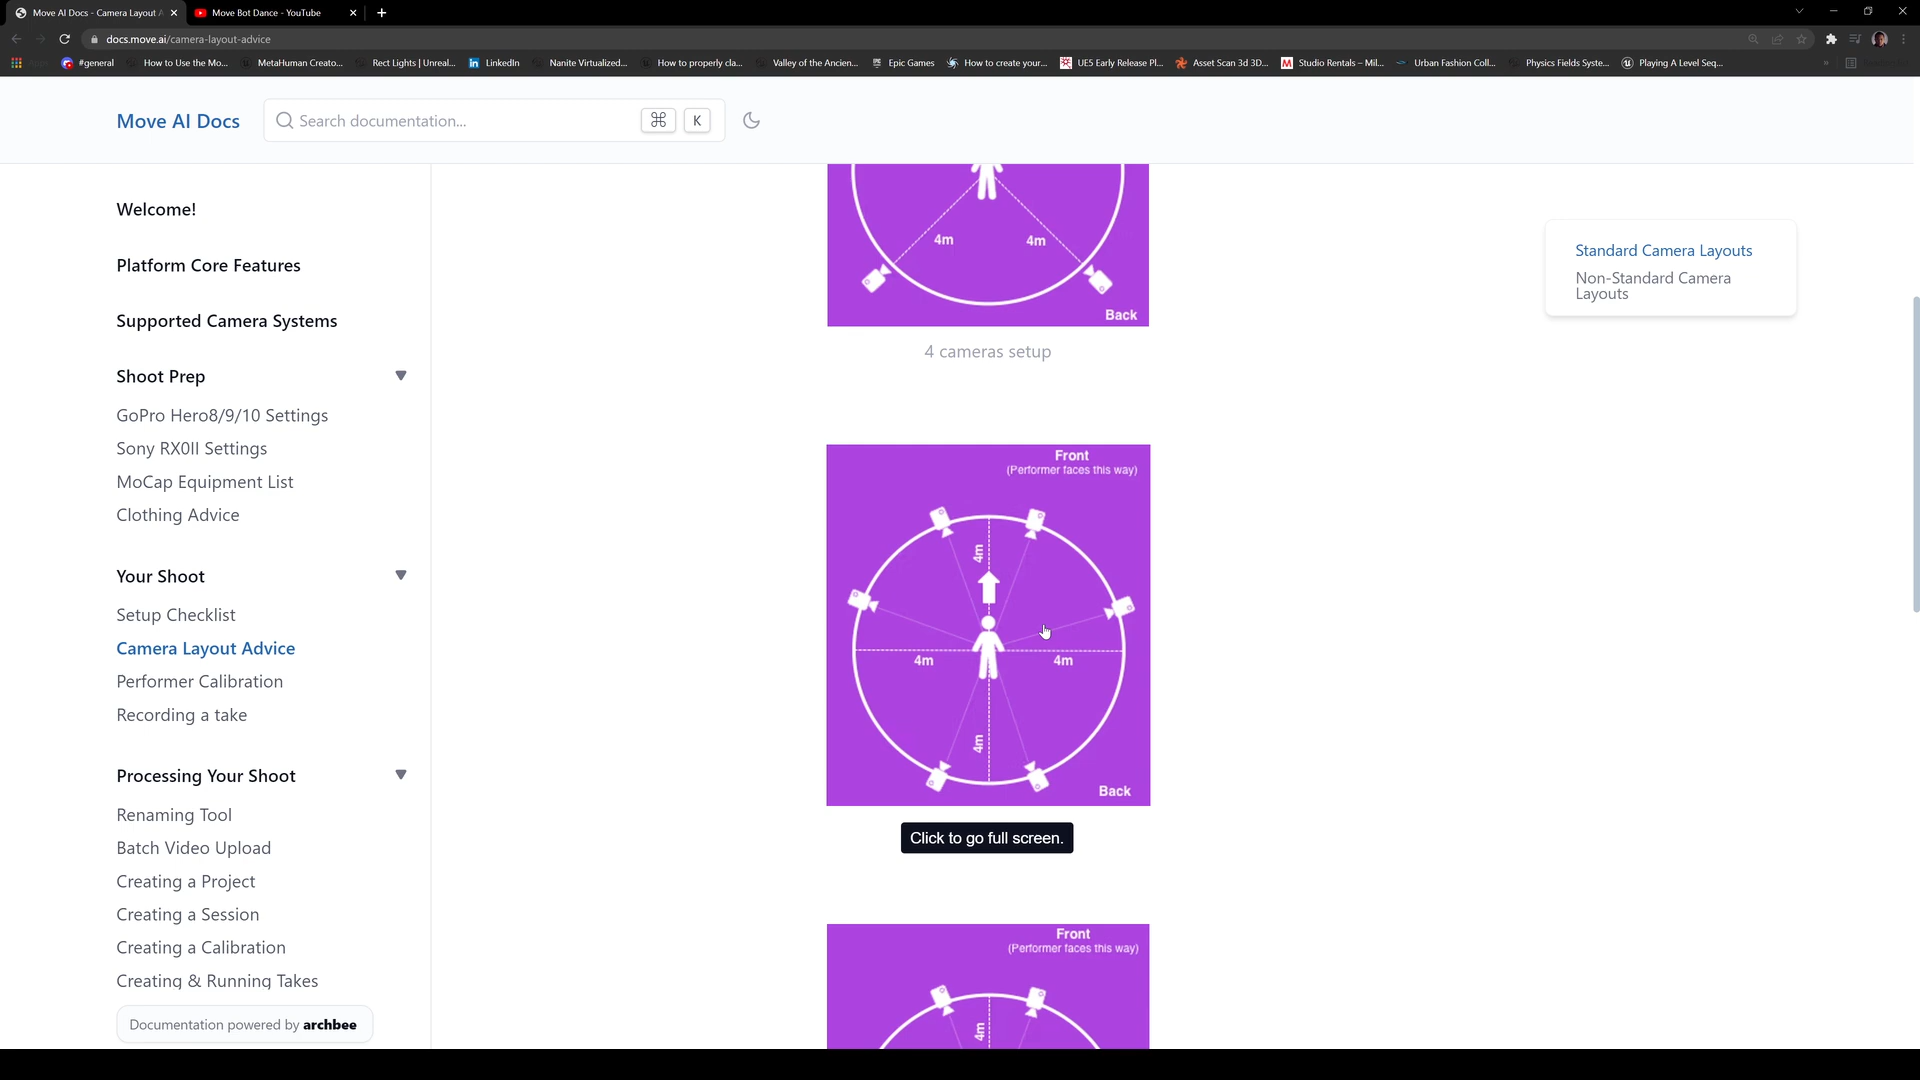 Move AI Docs - Camera Layout A
Move Bot Dance - YouTube
docs.move.ai/camera-layout-advice
#general
How to Use the Mo...
MetaHuman Creato...
Rect Lights | Unreal...
LinkedIn
Nanite Virtualized...
How to properly cla...
Valley of the Ancien...
Epic Games
How to create your...
UE5 Early Release Pl...
Asset Scan 3d 3D...
Studio Rentals – Mil...
Urban Fashion Coll...
Physics Fields Syste...
Playing A Level Seq...
Move AI Docs
Search documentation...
⌘
K
Welcome!
Platform Core Features
Supported Camera Systems
Shoot Prep
GoPro Hero8/9/10 Settings
Sony RX0II Settings
MoCap Equipment List
Clothing Advice
Your Shoot
Setup Checklist
Camera Layout Advice
Performer Calibration
Recording a take
Processing Your Shoot
Renaming Tool
Batch Video Upload
Creating a Project
Creating a Session
Creating a Calibration
Creating & Running Takes
Documentation powered by archbee
4m
4m
Back
4 cameras setup
Front
(Performer faces this way)
4m
4m
4m
4m
Back
Click to go full screen.
Front
(Performer faces this way)
4m
Standard Camera Layouts
Non-Standard Camera
Layouts